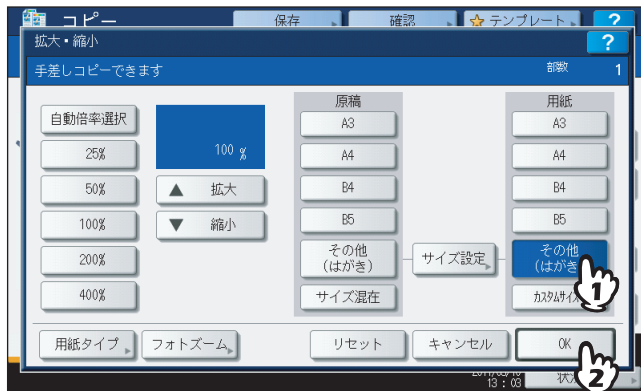 コピー 保存 確認 テンプレート ?
拡大・縮小 ?
手差しコピーできます 部数 1
原稿 用紙
自動倍率選択 A3 A3
25% 100 % A4 A4
50% ▲ 拡大 B4 B4
100% ▼ 縮小 B5 B5
200% その他 サイズ設定 その他
(はがき) (はがき
400% サイズ混在 カスタムサイ 1
用紙タイプ フォトズーム リセット キャンセル OK
2
13 : 03